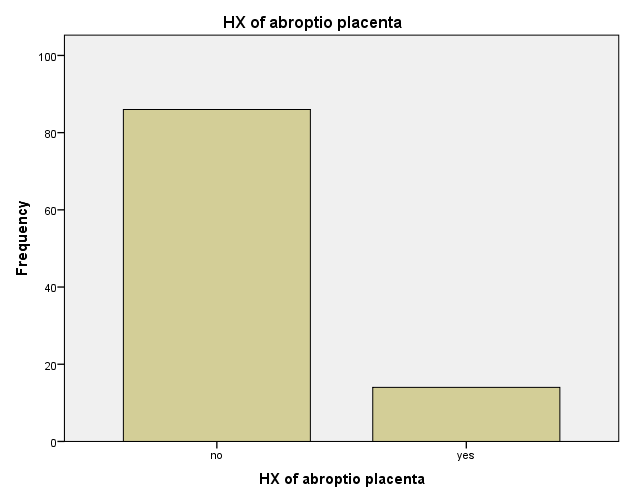 HX of abroptio placenta
100
80
60
40
20
0
Frequency
no yes
HX of abroptio placenta